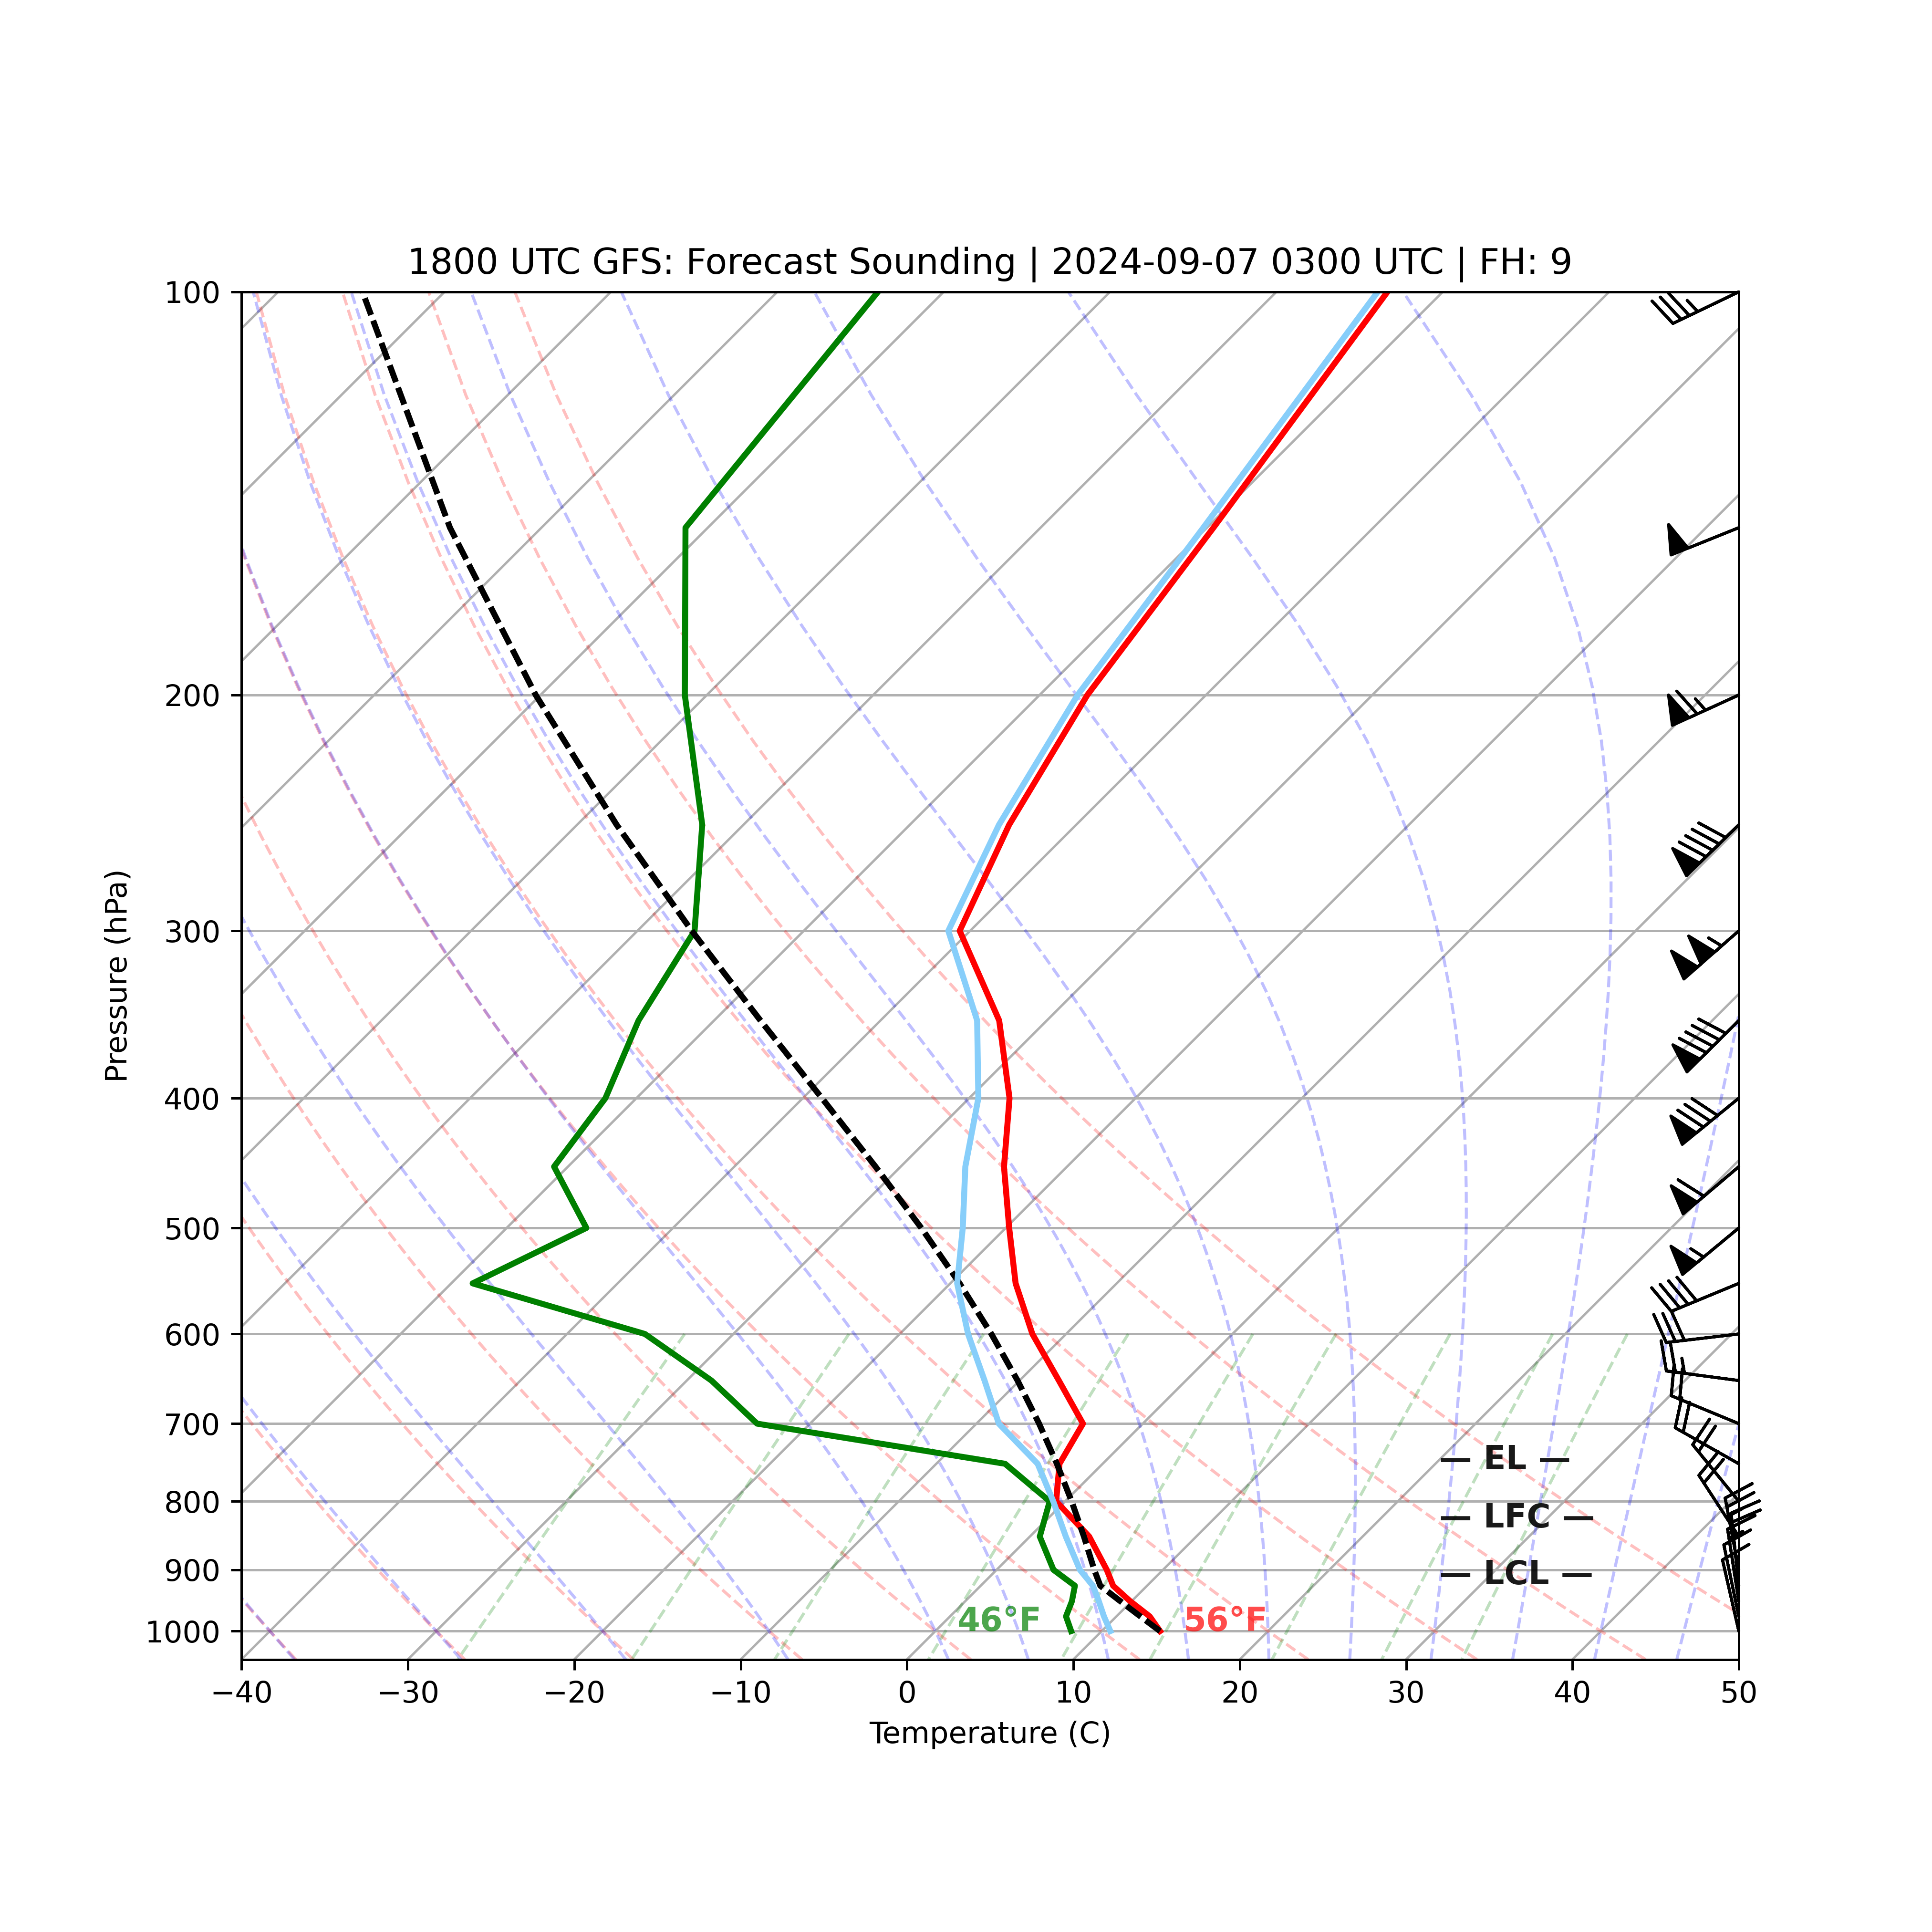 1800 UTC GFS: Forecast Sounding | 2024-09-07 0300 UTC | FH: 9
100
200
300
400
500
600
700
800
900
1000
Pressure (hPa)
— EL —
— LFC —
— LCL —
46°F
56°F
−40
−30
−20
−10
0
10
20
30
40
50
Temperature (C)